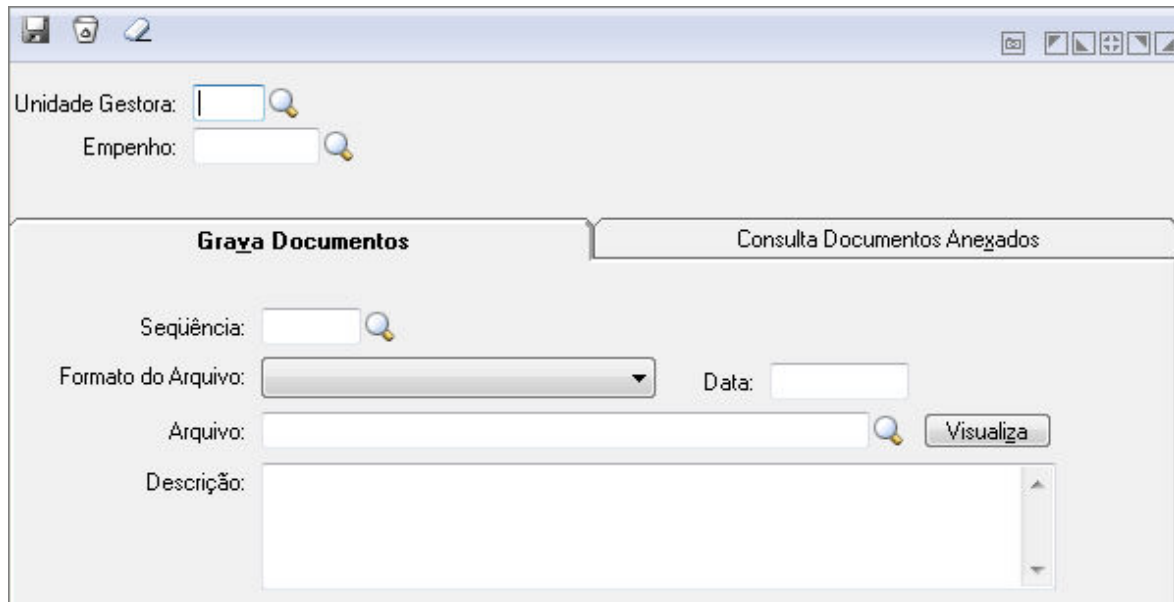 Unidade Gestora:
Empenho:
Grava Documentos
Consulta Documentos Anexados
Seqüência:
Formato do Arquivo:
Data:
Arquivo:
Visualiza
Descrição: